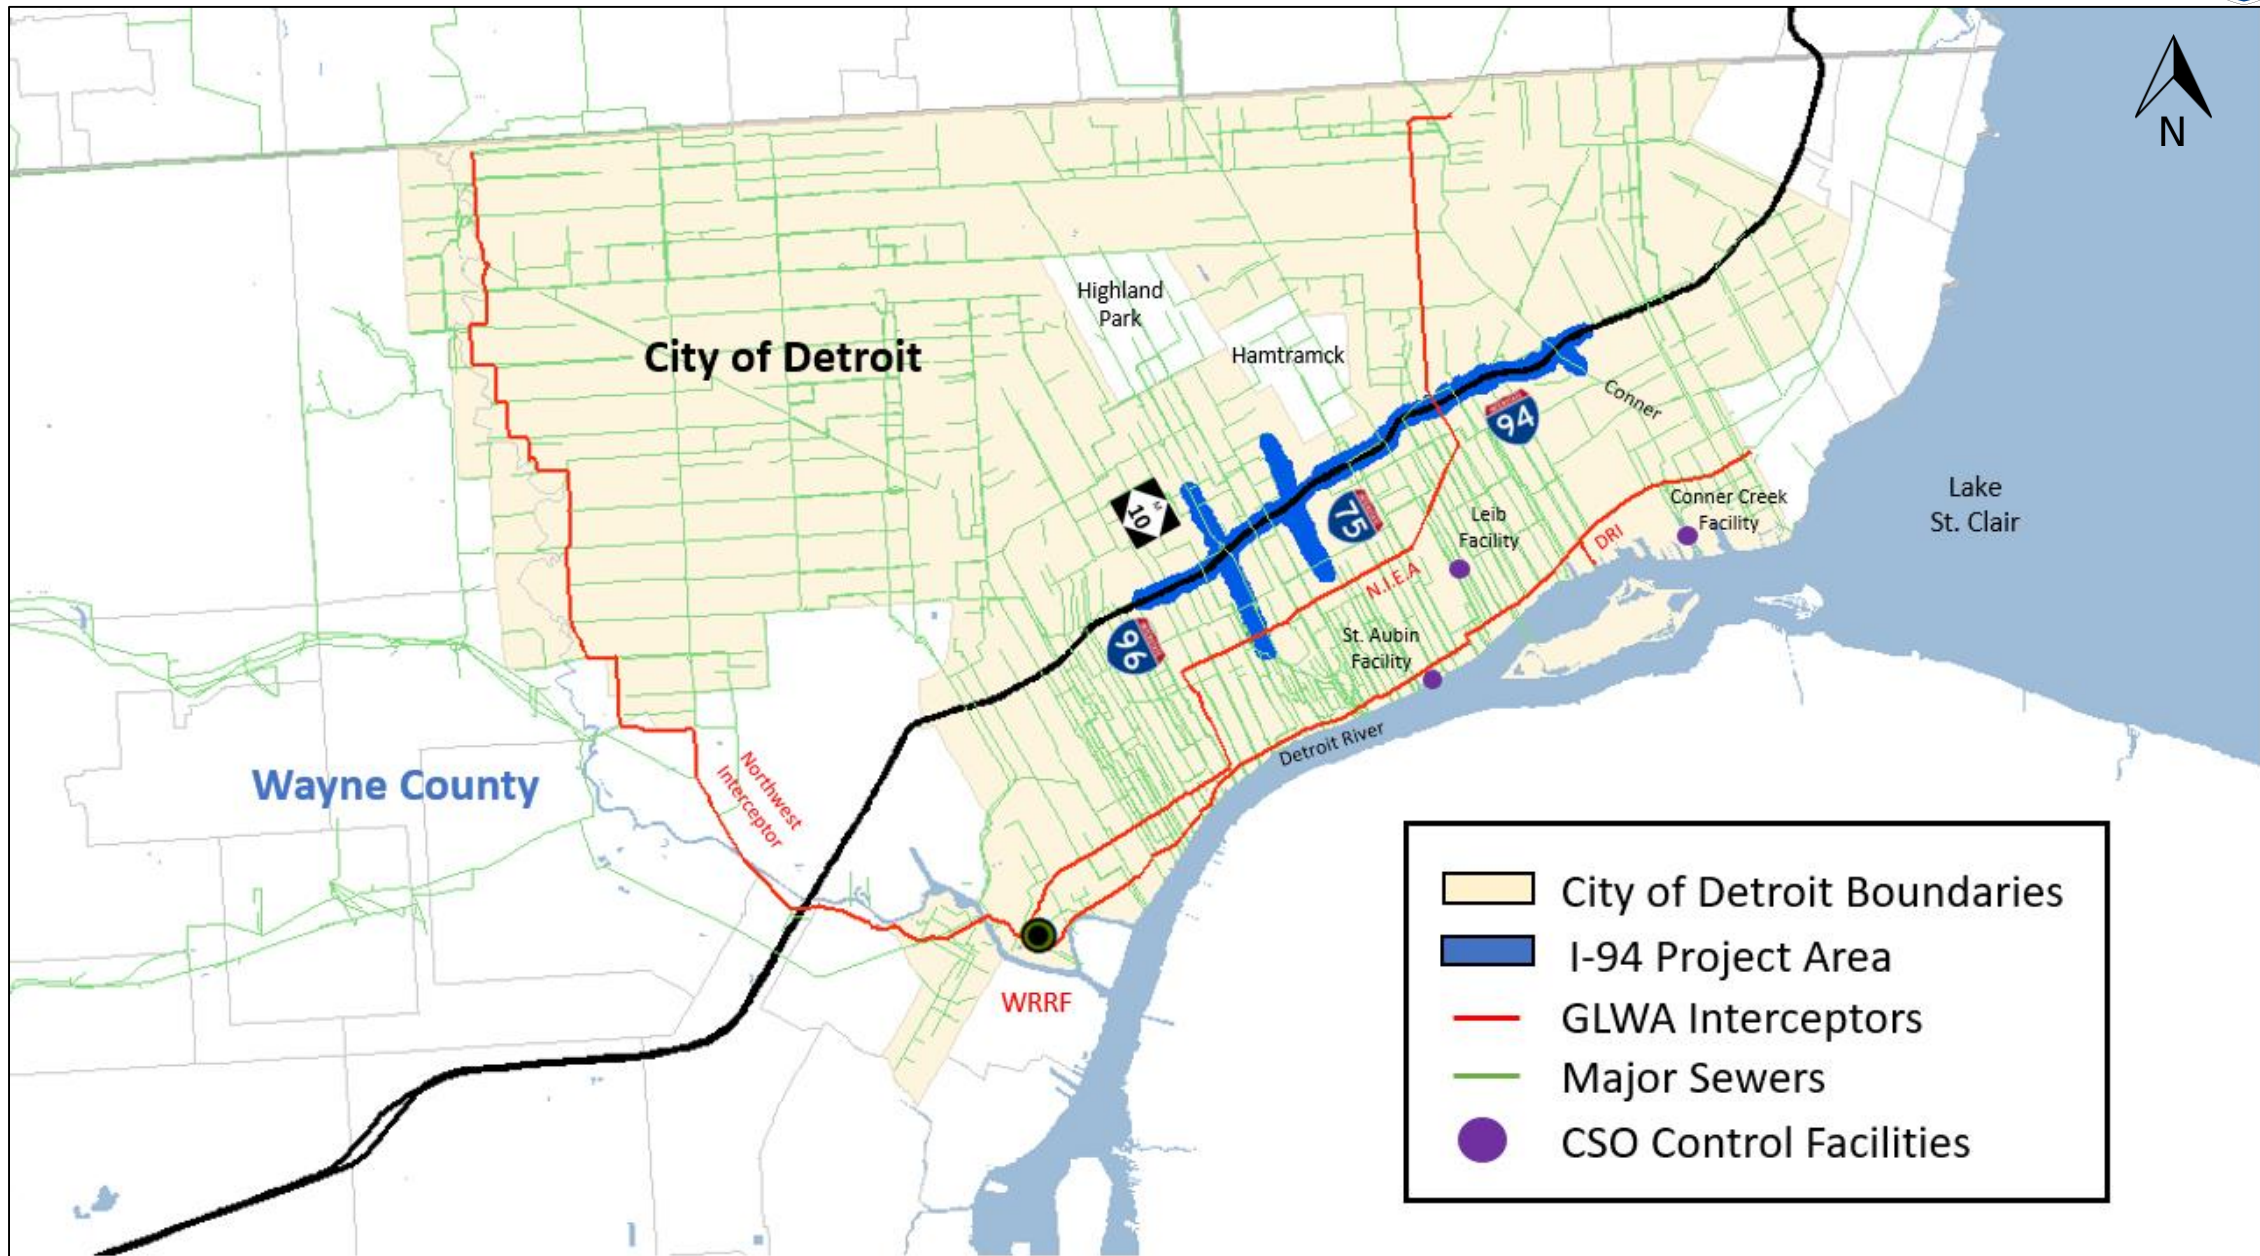 N
Highland
Park
City of Detroit
Hamtramck
Conner
94
M
10
75
Leib
Facility
Conner Creek
Facility
DRI
Lake
St. Clair
N.I.E.A
96
St. Aubin
Facility
Detroit River
Northwest
Interceptor
Wayne County
WRRF
City of Detroit Boundaries
I-94 Project Area
GLWA Interceptors
Major Sewers
CSO Control Facilities